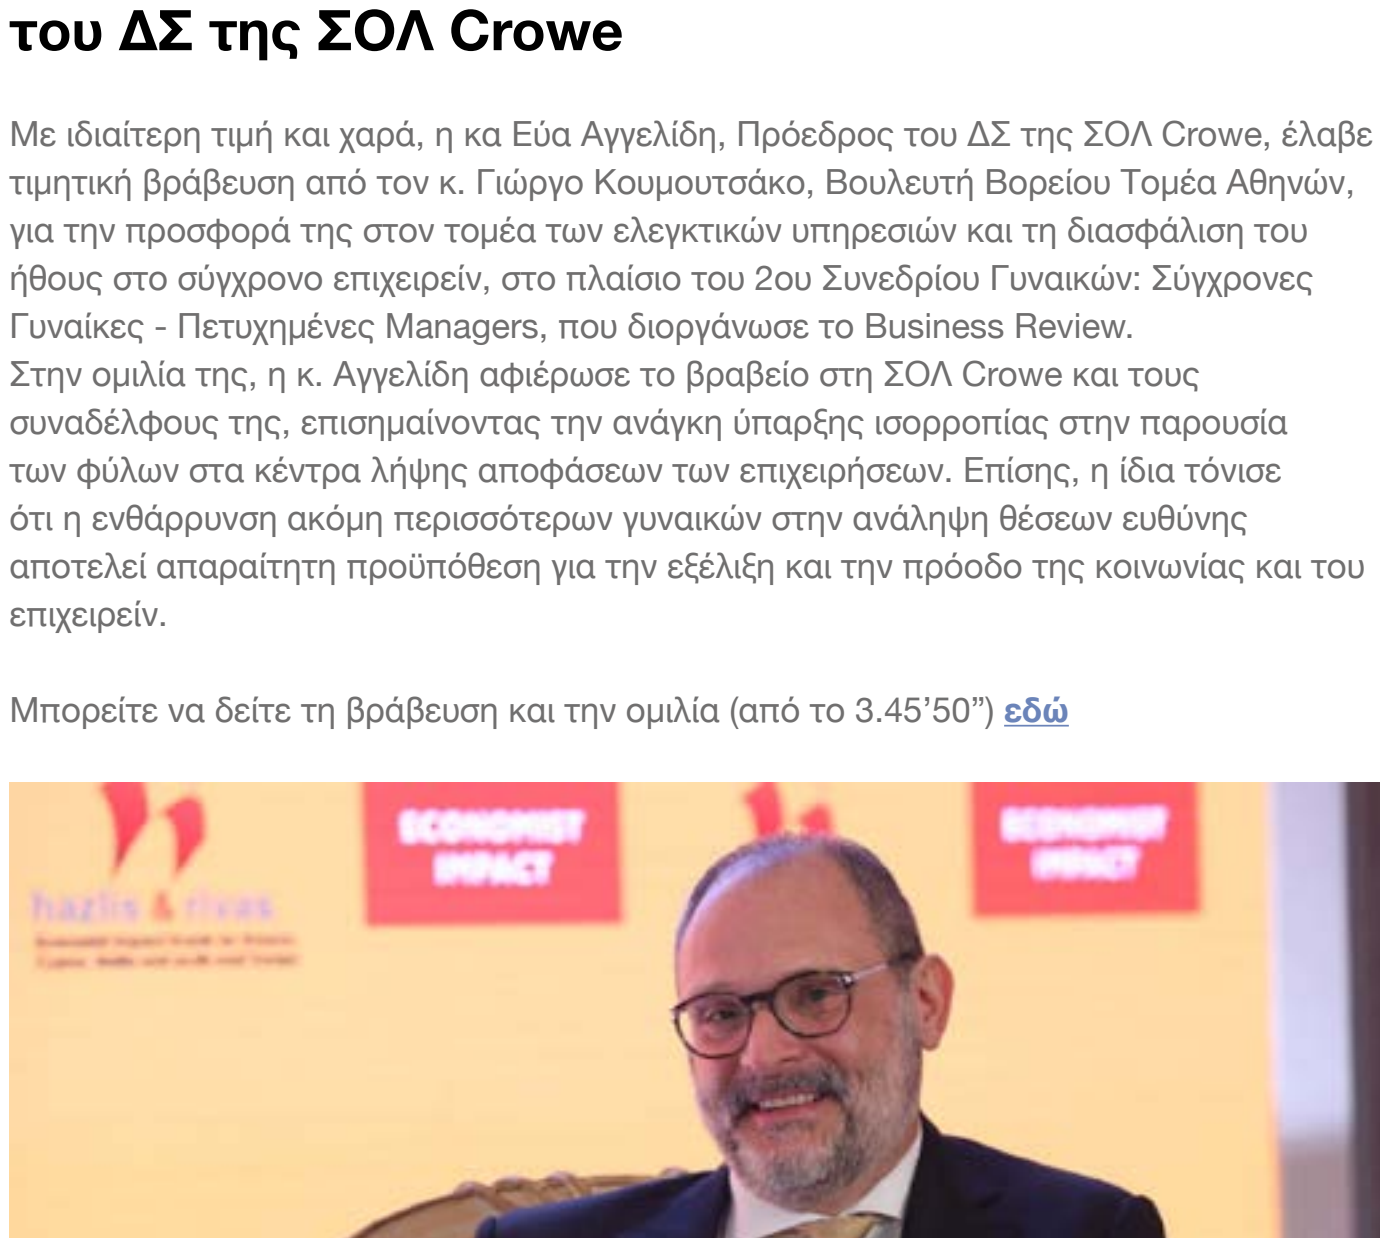 του ΔΣ της ΣΟΛ Crowe
Με ιδιαίτερη τιμή και χαρά, η κα Εύα Αγγελίδη, Πρόεδρος του ΔΣ της ΣΟΛ Crowe, έλαβε
τιμητική βράβευση από τον κ. Γιώργο Κουμουτσάκο, Βουλευτή Βορείου Τομέα Αθηνών,
για την προσφορά της στον τομέα των ελεγκτικών υπηρεσιών και τη διασφάλιση του
ήθους στο σύγχρονο επιχειρείν, στο πλαίσιο του 2ου Συνεδρίου Γυναικών: Σύγχρονες
Γυναίκες - Πετυχημένες Managers, που διοργάνωσε το Business Review.
Στην ομιλία της, η κ. Αγγελίδη αφιέρωσε το βραβείο στη ΣΟΛ Crowe και τους
συναδέλφους της, επισημαίνοντας την ανάγκη ύπαρξης ισορροπίας στην παρουσία
των φύλων στα κέντρα λήψης αποφάσεων των επιχειρήσεων. Επίσης, η ίδια τόνισε
ότι η ενθάρρυνση ακόμη περισσότερων γυναικών στην ανάληψη θέσεων ευθύνης
αποτελεί απαραίτητη προϋπόθεση για την εξέλιξη και την πρόοδο της κοινωνίας και του
επιχειρείν.
Μπορείτε να δείτε τη βράβευση και την ομιλία (από το 3.45’50”) εδώ
ECONOMIST
IMPACT
ECONOMIST
IMPACT
hazlis & rivas